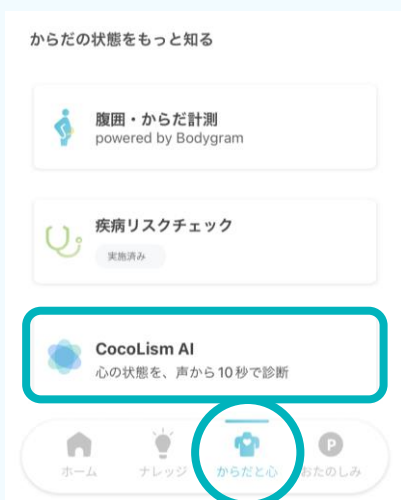 からだの状態をもっと知る
腹囲・からだ計測
powered by Bodygram
疾病リスクチェック
実施済み
CocoLism AI
心の状態を、声から10秒で診断
P
ホーム ナレッジ からだと心 おたのしみ